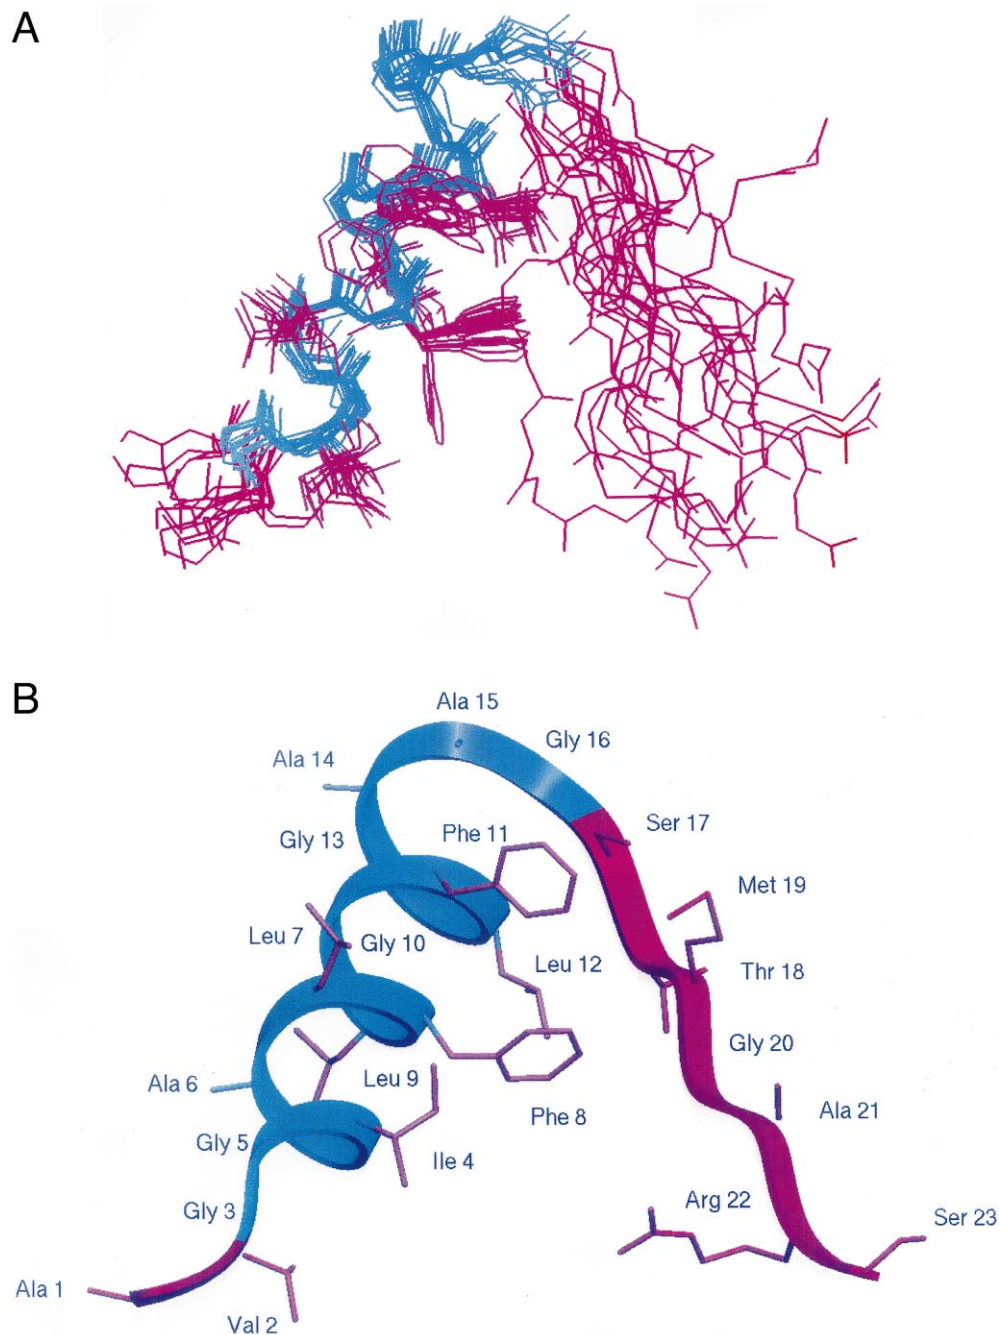 A
B
Ala 15
Gly 16
Ala 14
Gly 13
Phe 11
Ser 17
Met 19
Leu 7
Gly 10
Leu 12
Thr 18
Gly 20
Ala 6
Leu 9
Phe 8
Ala 21
Gly 5
Ile 4
Gly 3
Arg 22
Ser 23
Ala 1
Val 2